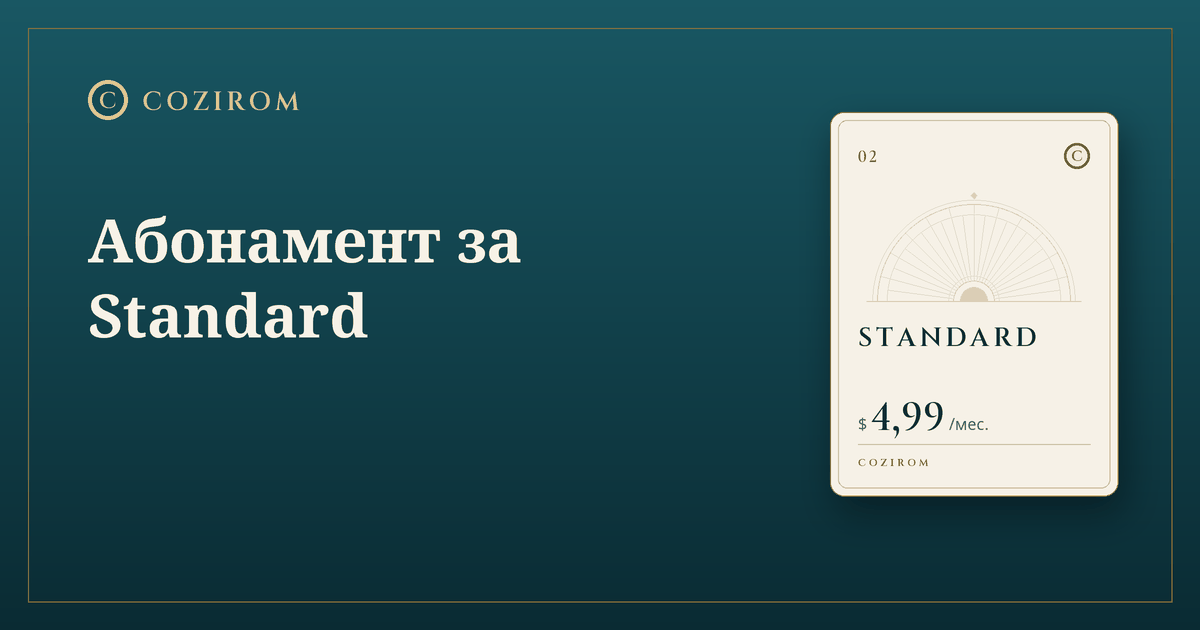 C COZIROM
Абонамент за
Standard
02 C
STANDARD
$ 4,99 /мес.
COZIROM